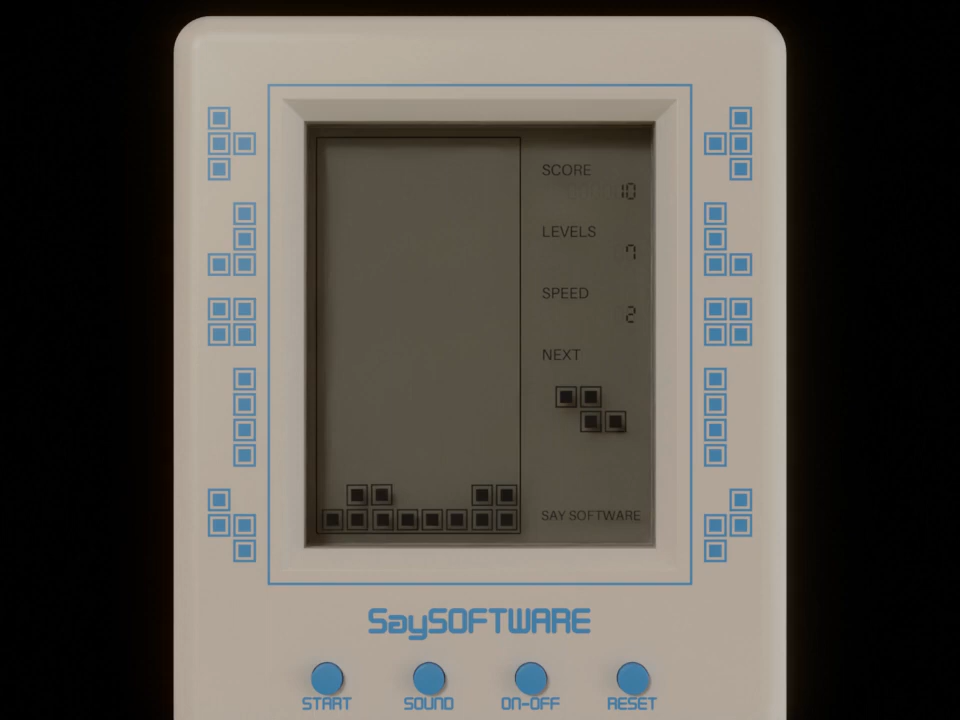 SCORE
10
LEVELS
7
SPEED
2
NEXT
SAY SOFTWARE
SaySOFTWARE
START SOUND ON-OFF RESET